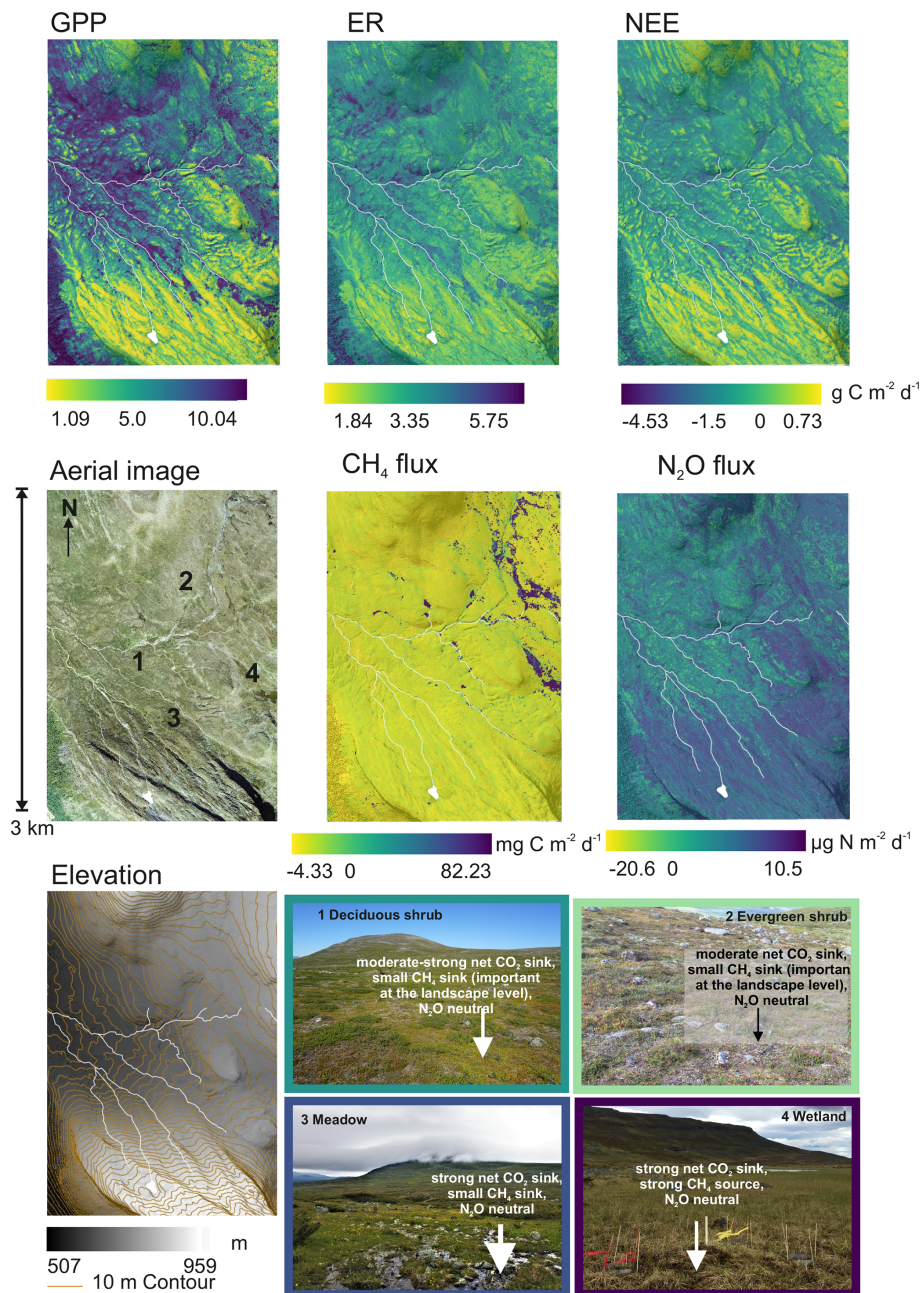 GPP
ER
NEE
1.09 5.0 10.04
1.84 3.35 5.75
-4.53 -1.5 0 0.73
g C m⁻² d⁻¹
Aerial image
CH₄ flux
N₂O flux
N
2
1
4
3
3 km
-4.33 0 82.23
mg C m⁻² d⁻¹
-20.6 0 10.5
µg N m⁻² d⁻¹
Elevation
507 959
m
10 m Contour
1 Deciduous shrub
moderate-strong net CO₂ sink,
small CH₄ sink (important
at the landscape level),
N₂O neutral
2 Evergreen shrub
moderate net CO₂ sink,
small CH₄ sink (importan
at the landscape level),
N₂O neutral
3 Meadow
strong net CO₂ sink,
small CH₄ sink,
N₂O neutral
4 Wetland
strong net CO₂ sink,
strong CH₄ source,
N₂O neutral